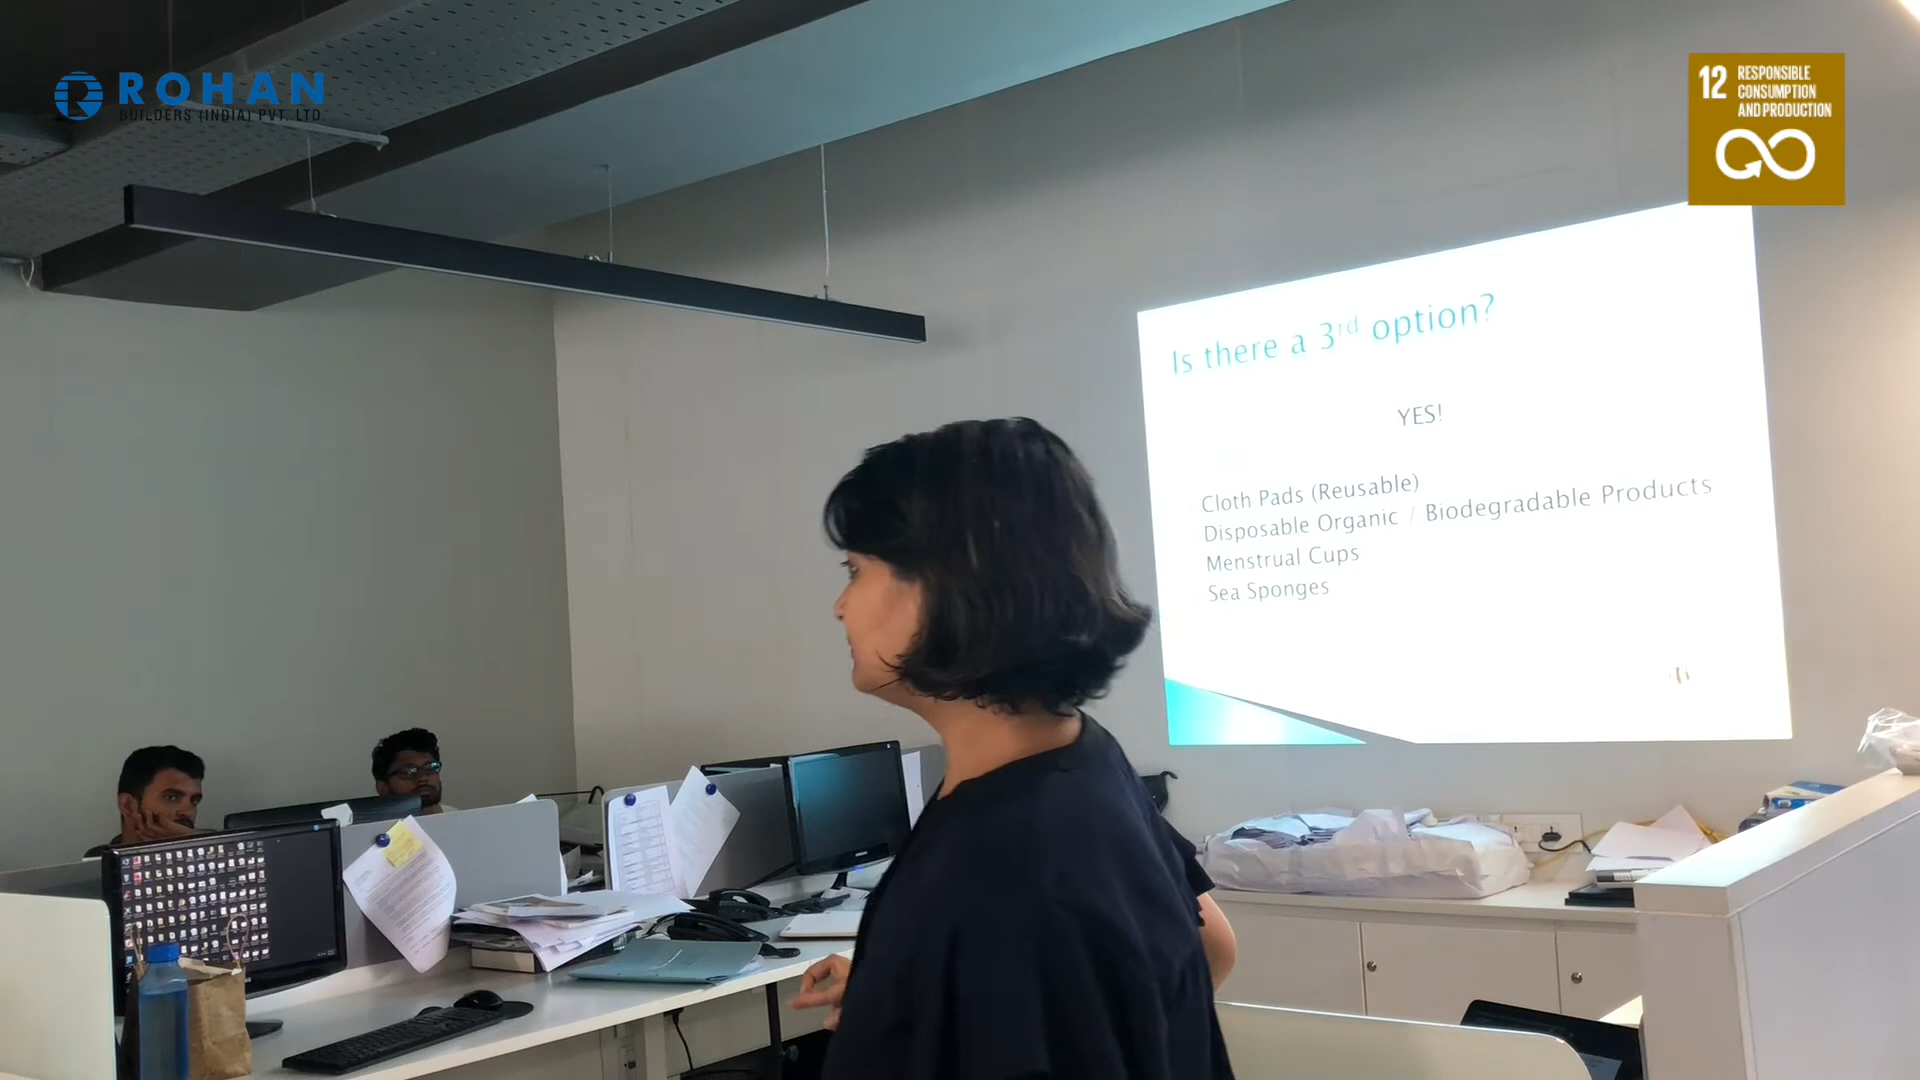 ROHAN
BUILDERS (INDIA) PVT. LTD.
12 RESPONSIBLE
CONSUMPTION
AND PRODUCTION
Is there a 3rd option?
YES!
Cloth Pads (Reusable)
Disposable Organic / Biodegradable Products
Menstrual Cups
Sea Sponges